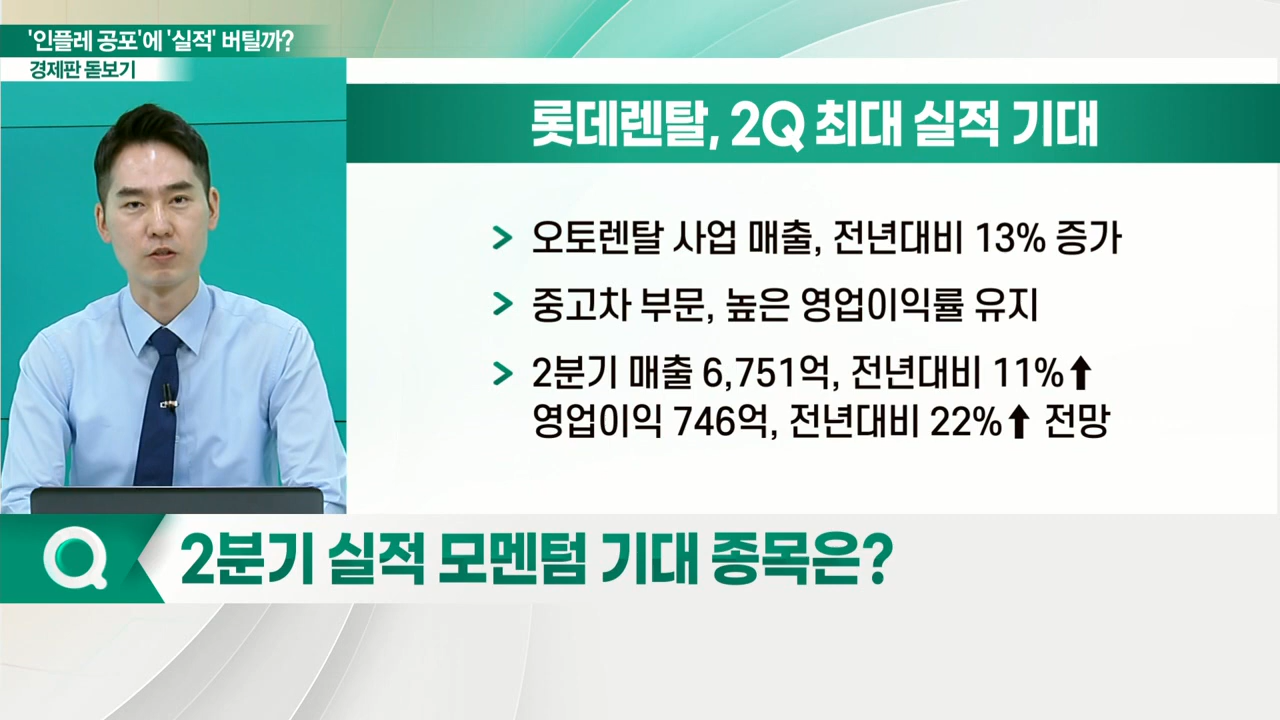 '인플레 공포'에 '실적' 버틸까?
경제판 돋보기
롯데렌탈, 2Q 최대 실적 기대
> 오토렌탈 사업 매출, 전년대비 13% 증가
> 중고차 부문, 높은 영업이익률 유지
> 2분기 매출 6,751억, 전년대비 11%⬆
영업이익 746억, 전년대비 22%⬆ 전망
Q 2분기 실적 모멘텀 기대 종목은?